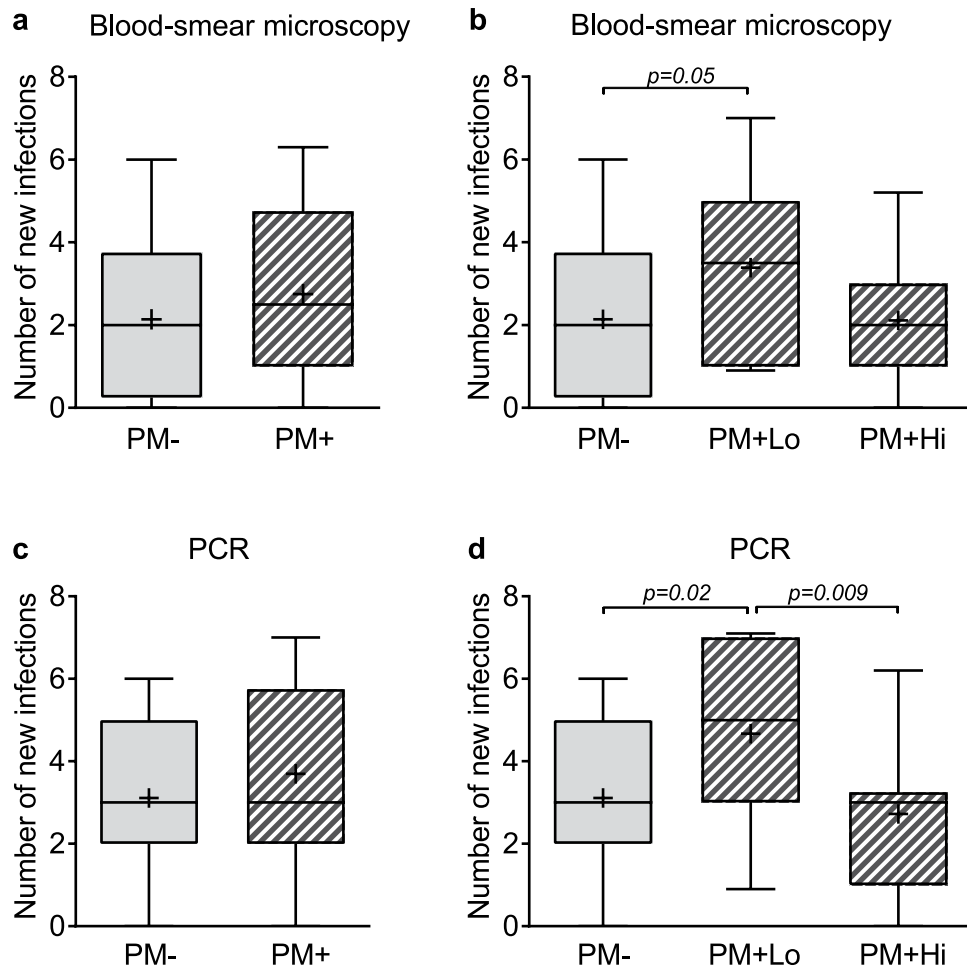 a Blood-smear microscopy
Number of new infections
8
6
4
2
0
PM- PM+
b Blood-smear microscopy
Number of new infections
8
6
4
2
0
p=0.05
PM- PM+Lo PM+Hi
c PCR
Number of new infections
8
6
4
2
0
PM- PM+
d PCR
Number of new infections
8
6
4
2
0
p=0.02 p=0.009
PM- PM+Lo PM+Hi